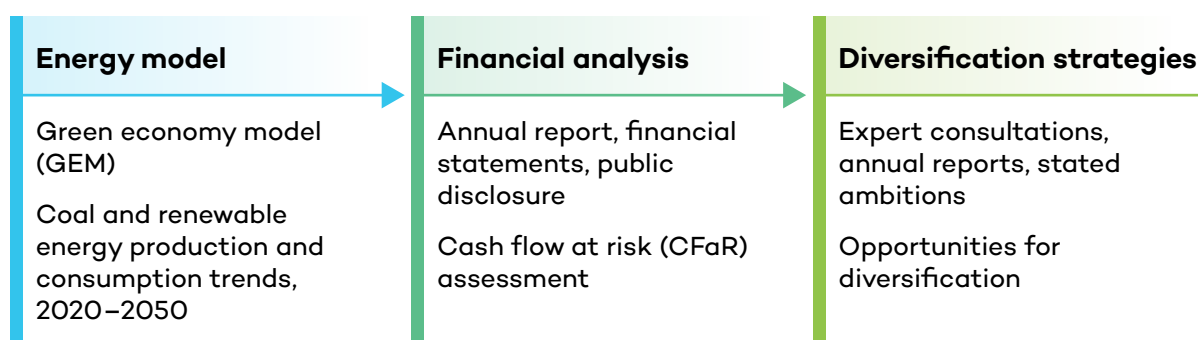 Energy model
Green economy model
(GEM)
Coal and renewable
energy production and
consumption trends,
2020–2050
Financial analysis
Annual report, financial
statements, public
disclosure
Cash flow at risk (CFaR)
assessment
Diversification strategies
Expert consultations,
annual reports, stated
ambitions
Opportunities for
diversification